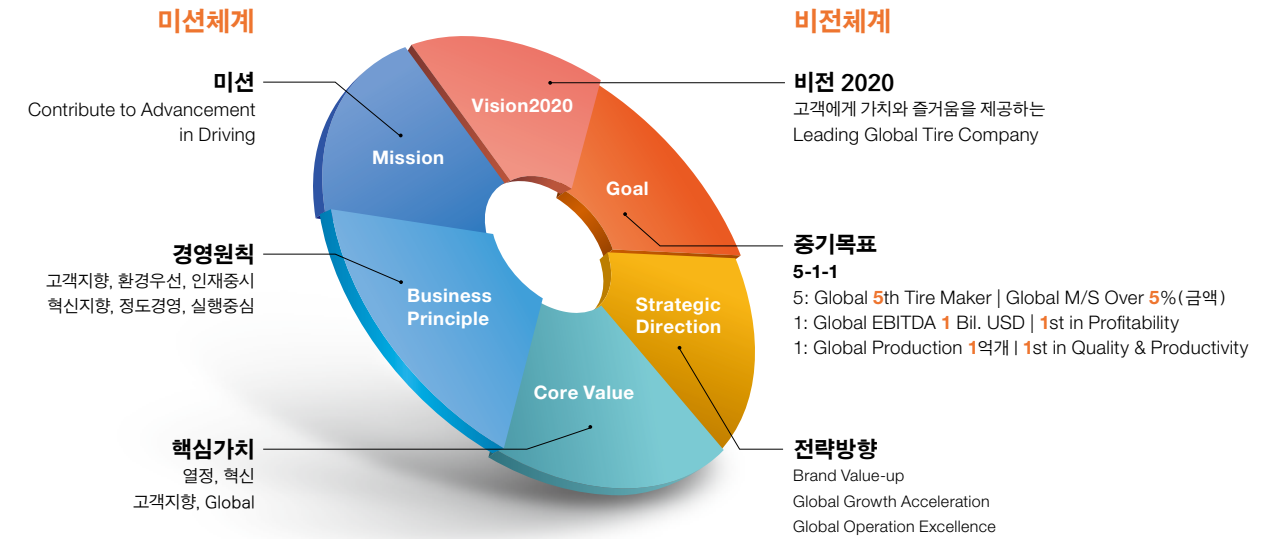 미션체계
미션
Contribute to Advancement
in Driving
경영원칙
고객지향, 환경우선, 인재중시
혁신지향, 정도경영, 실행중심
핵심가치
열정, 혁신
고객지향, Global
Vision2020
Mission
Goal
Business
Principle
Strategic
Direction
Core Value
비전체계
비전 2020
고객에게 가치와 즐거움을 제공하는
Leading Global Tire Company
중기목표
5-1-1
5: Global 5th Tire Maker | Global M/S Over 5%(금액)
1: Global EBITDA 1 Bil. USD | 1st in Profitability
1: Global Production 1억개 | 1st in Quality & Productivity
전략방향
Brand Value-up
Global Growth Acceleration
Global Operation Excellence